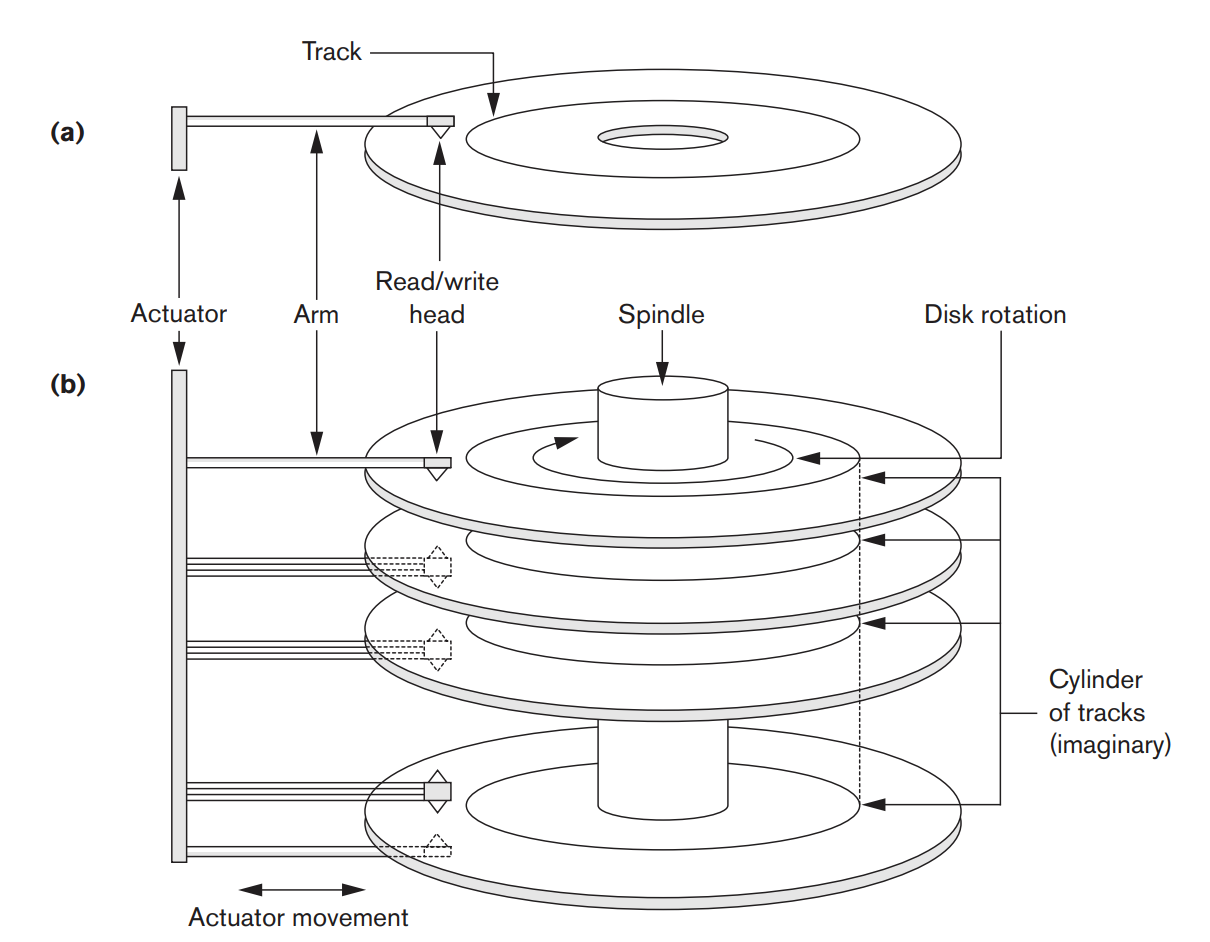 Track
(a)
Read/write
Actuator
Arm
head
Spindle
Disk rotation
(b)
Cylinder
of tracks
(imaginary)
Actuator movement